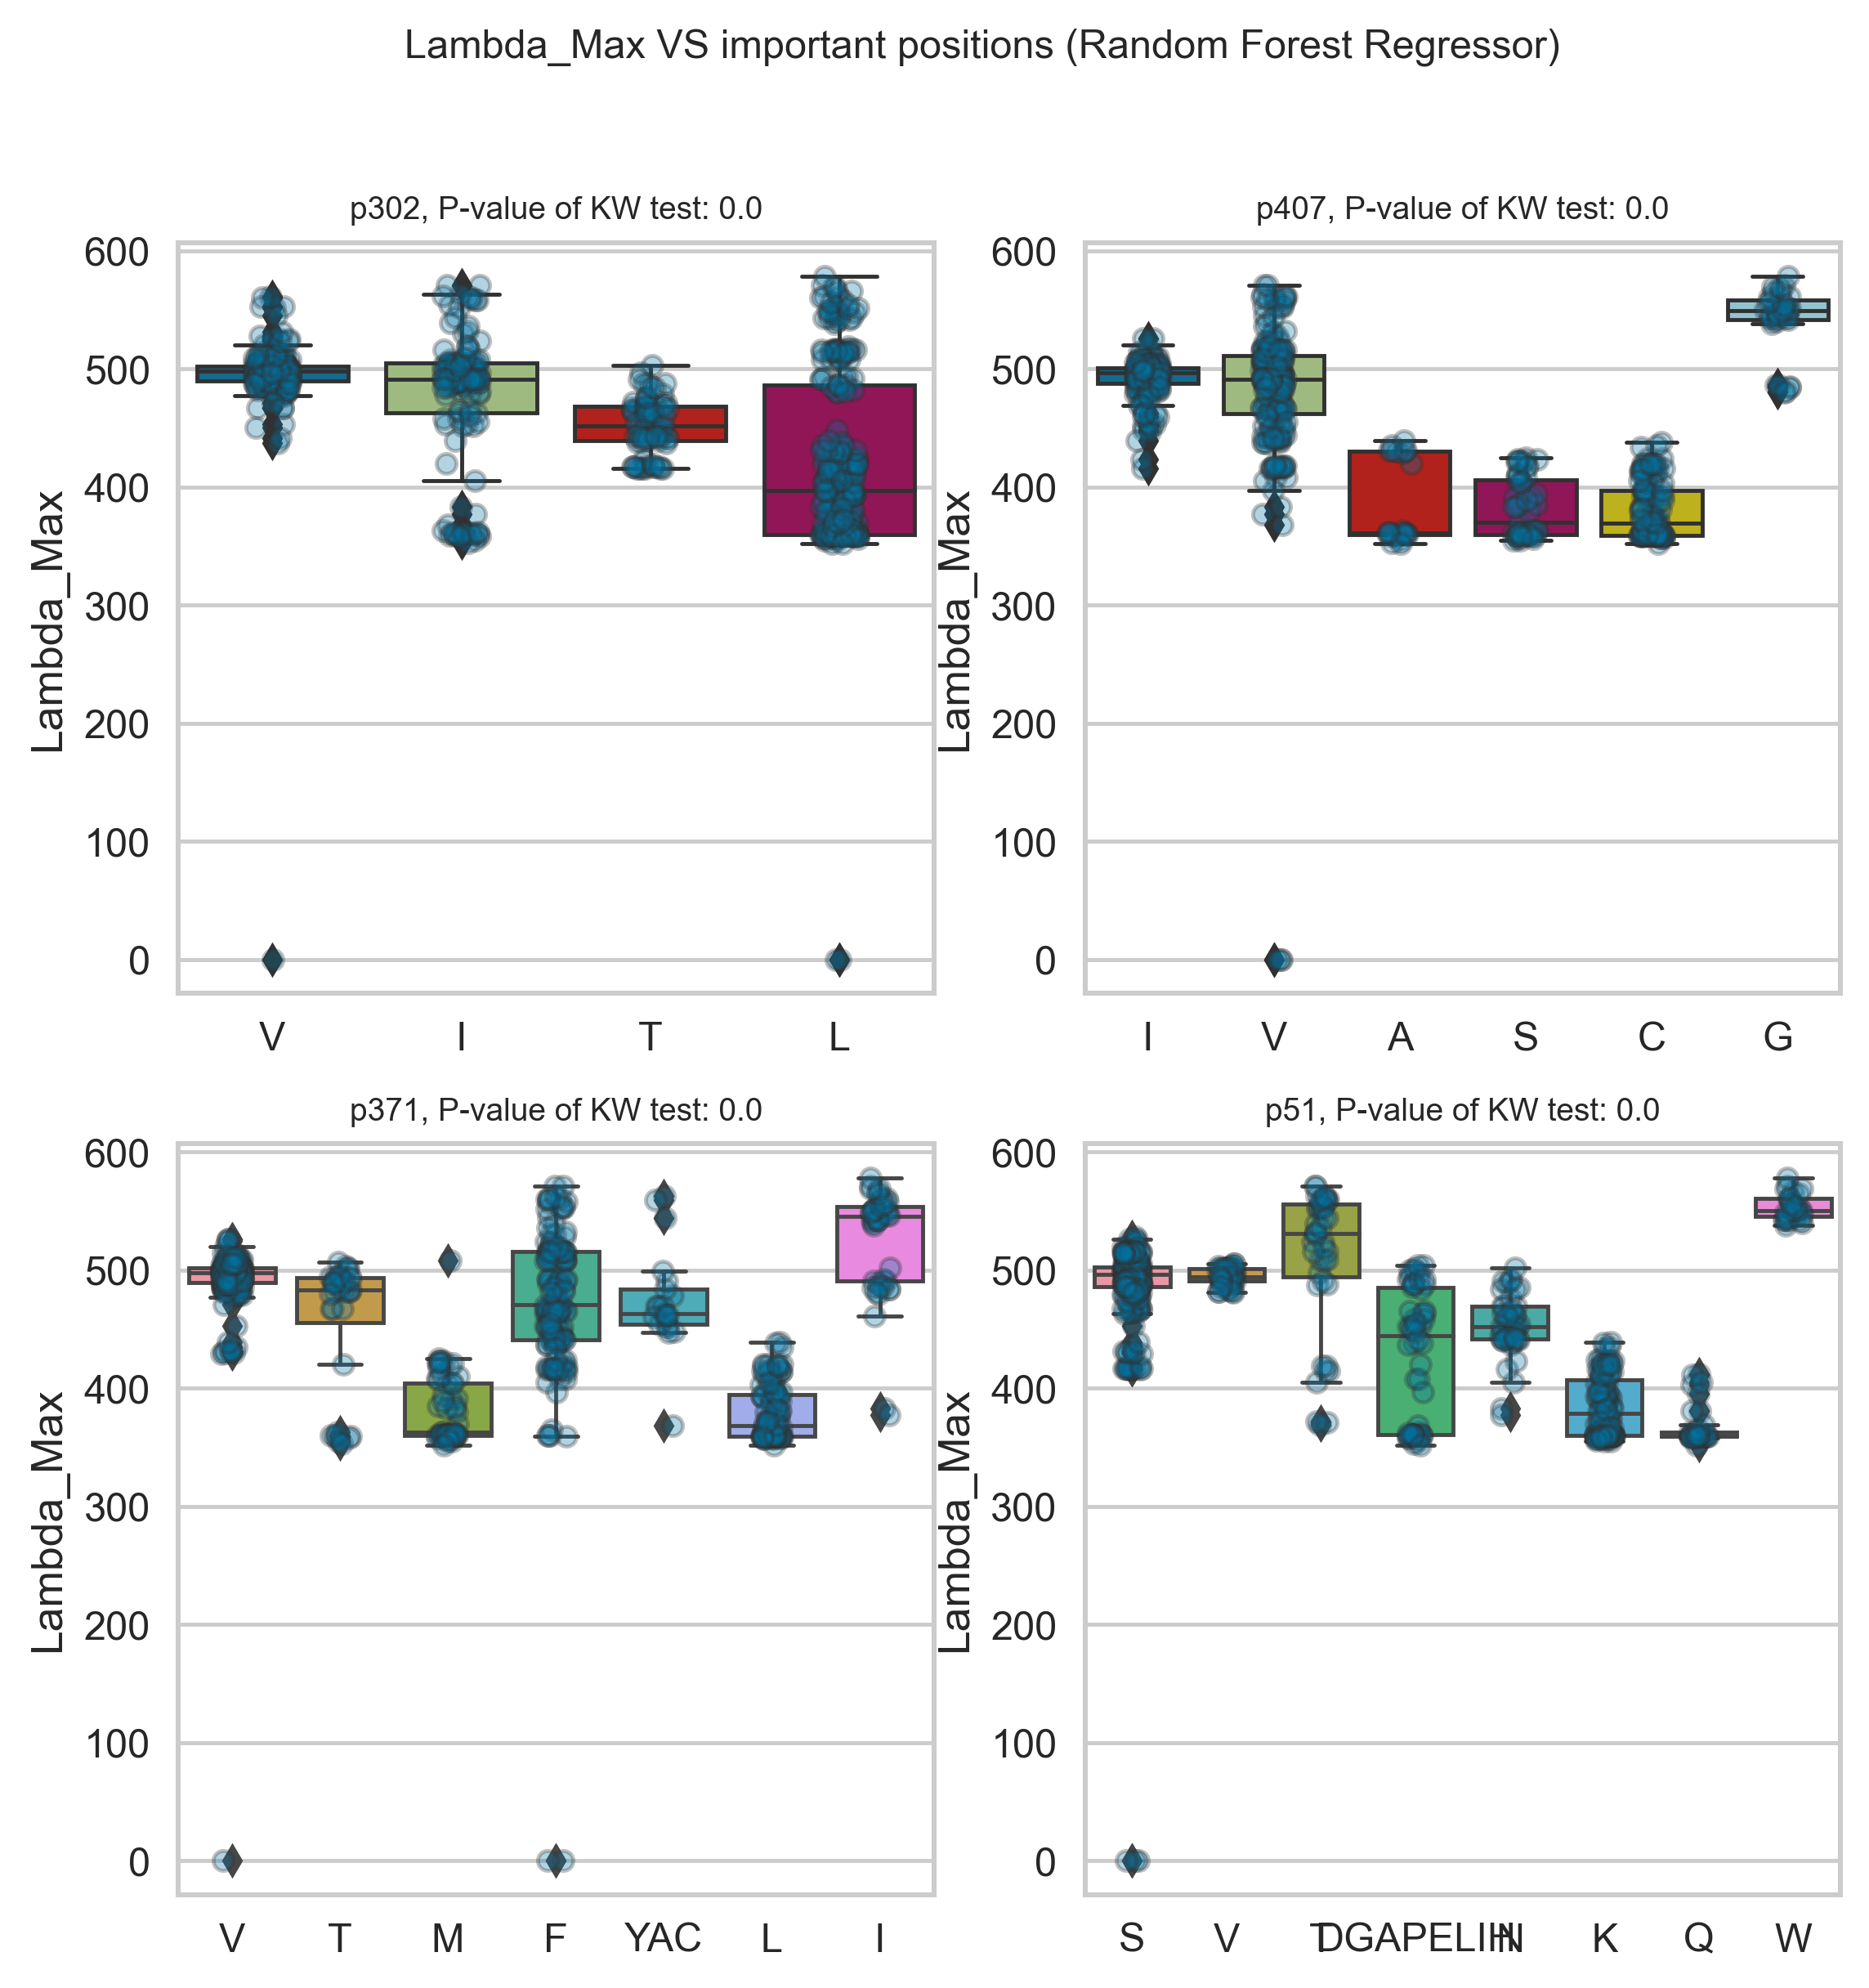 Lambda_Max VS important positions (Random Forest Regressor)
p302, P-value of KW test: 0.0
Lambda_Max
600
500
400
300
200
100
0
V I T L
p407, P-value of KW test: 0.0
Lambda_Max
600
500
400
300
200
100
0
I V A S C G
p371, P-value of KW test: 0.0
Lambda_Max
600
500
400
300
200
100
0
V T M F YAC L I
p51, P-value of KW test: 0.0
Lambda_Max
600
500
400
300
200
100
0
S V T N K Q W